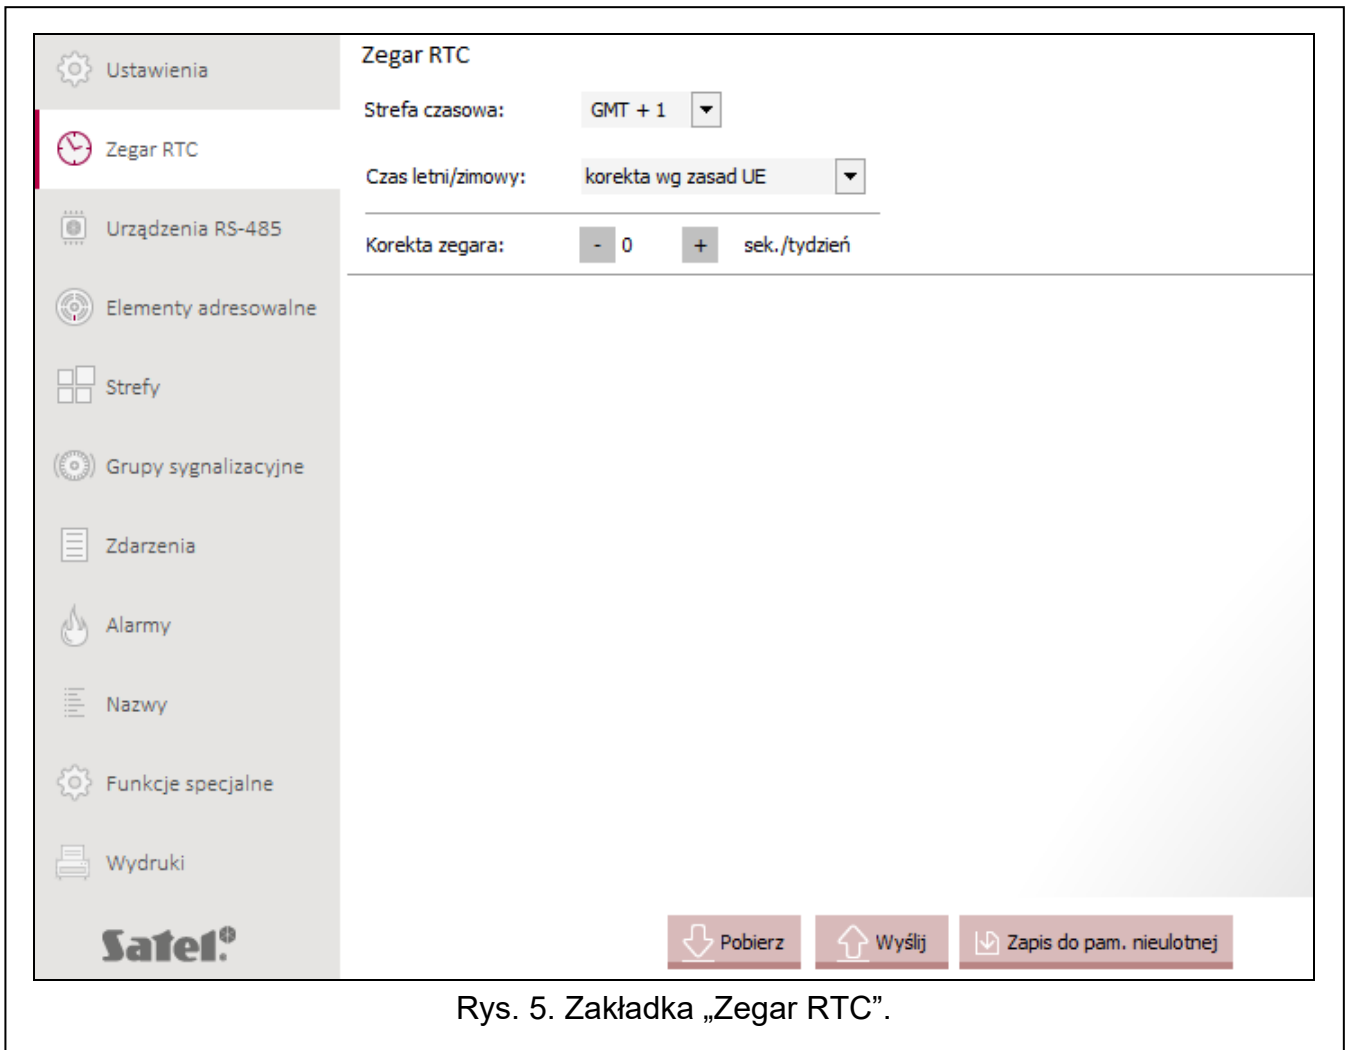 Ustawienia
Zegar RTC
Urządzenia RS-485
Elementy adresowalne
Strefy
Grupy sygnalizacyjne
Zdarzenia
Alarmy
Nazwy
Funkcje specjalne
Wydruki
Satel®
Zegar RTC
Strefa czasowa: GMT + 1
Czas letni/zimowy: korekta wg zasad UE
Korekta zegara: - 0 + sek./tydzień
Pobierz Wyślij Zapis do pam. nieulotnej
Rys. 5. Zakładka „Zegar RTC”.